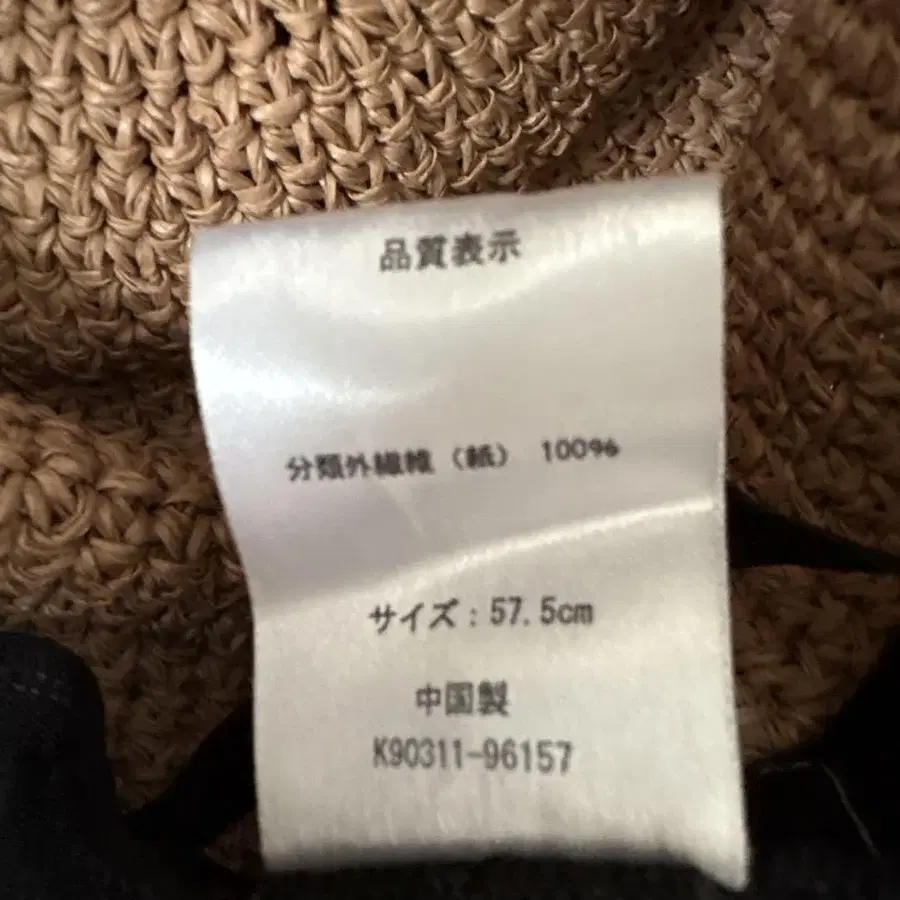 品質表示
分類外繊維（紙） 100%
サイズ：57.5cm
中国製
K90311-96157